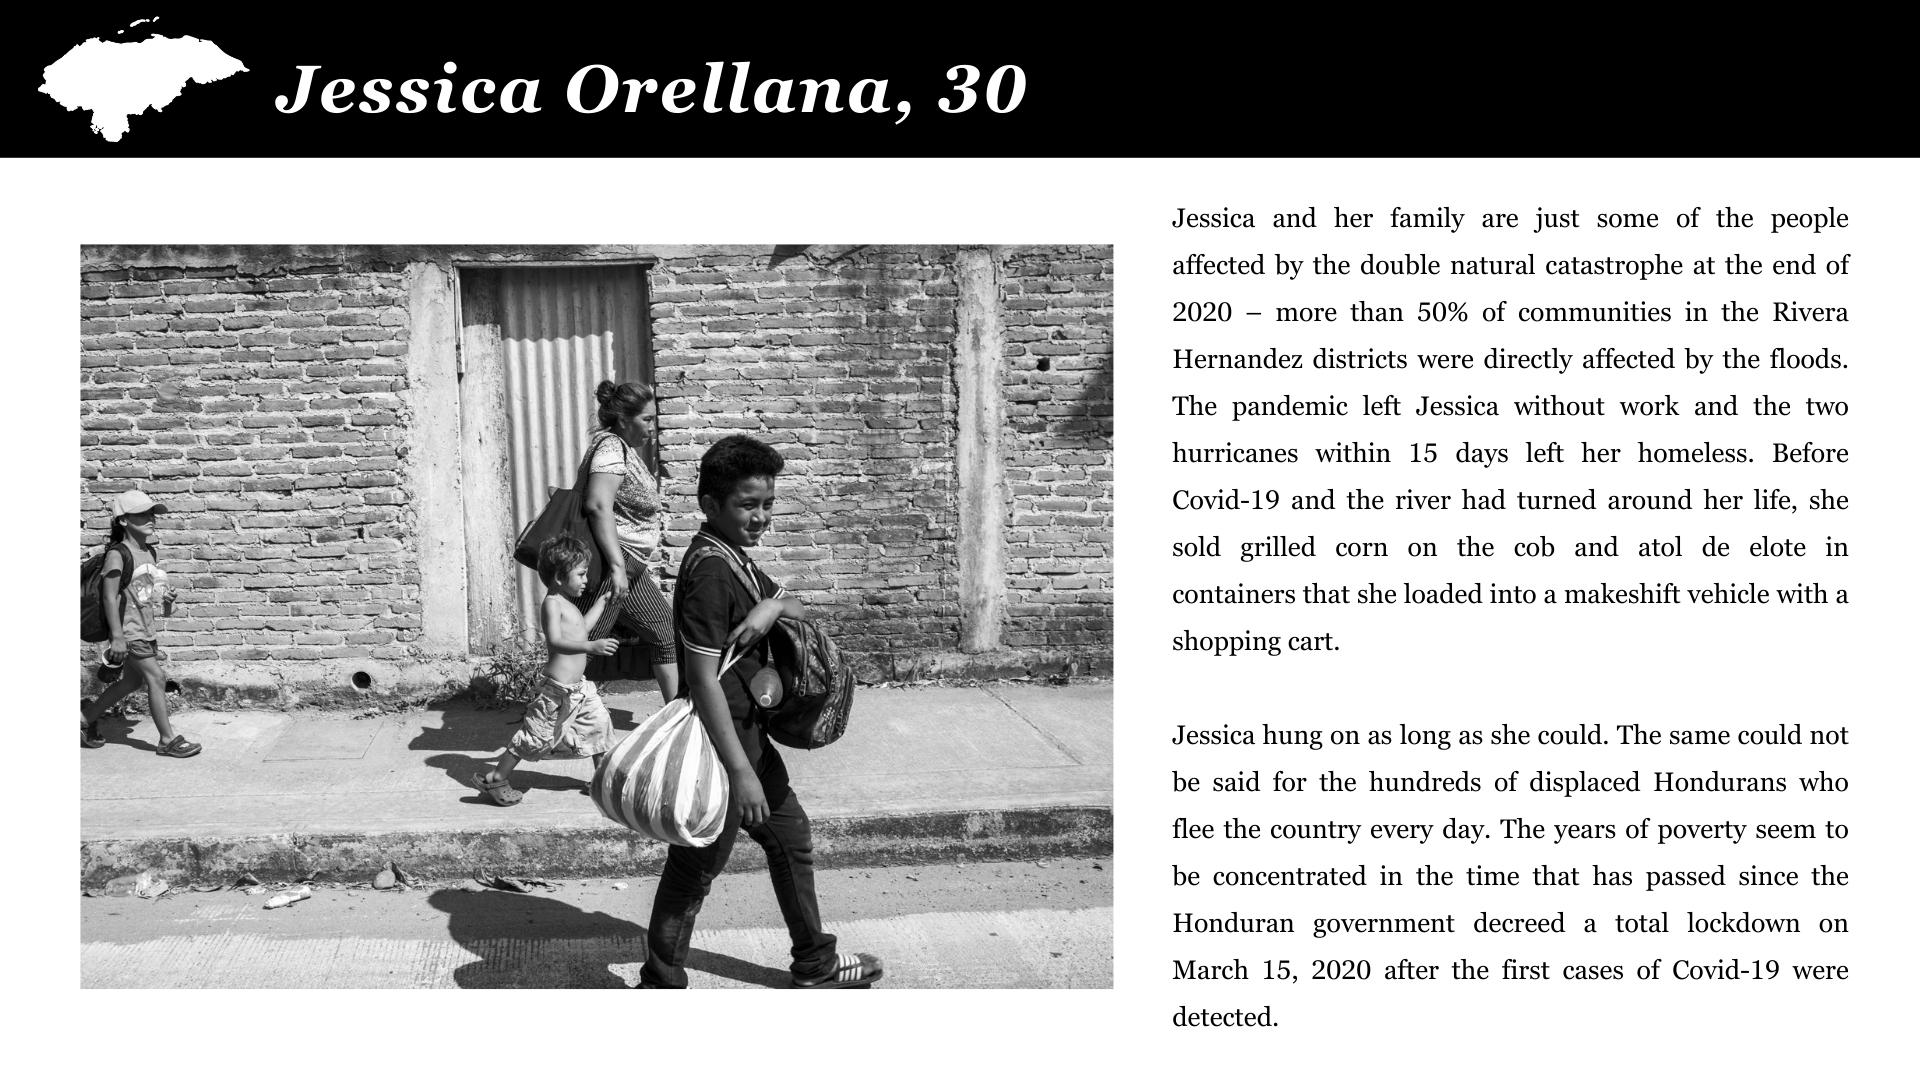 Jessica Orellana, 30
Jessica and her family are just some of the people
affected by the double natural catastrophe at the end of
2020 – more than 50% of communities in the Rivera
Hernandez districts were directly affected by the floods.
The pandemic left Jessica without work and the two
hurricanes within 15 days left her homeless. Before
Covid-19 and the river had turned around her life, she
sold grilled corn on the cob and atol de elote in
containers that she loaded into a makeshift vehicle with a
shopping cart.
Jessica hung on as long as she could. The same could not
be said for the hundreds of displaced Hondurans who
flee the country every day. The years of poverty seem to
be concentrated in the time that has passed since the
Honduran government decreed a total lockdown on
March 15, 2020 after the first cases of Covid-19 were
detected.